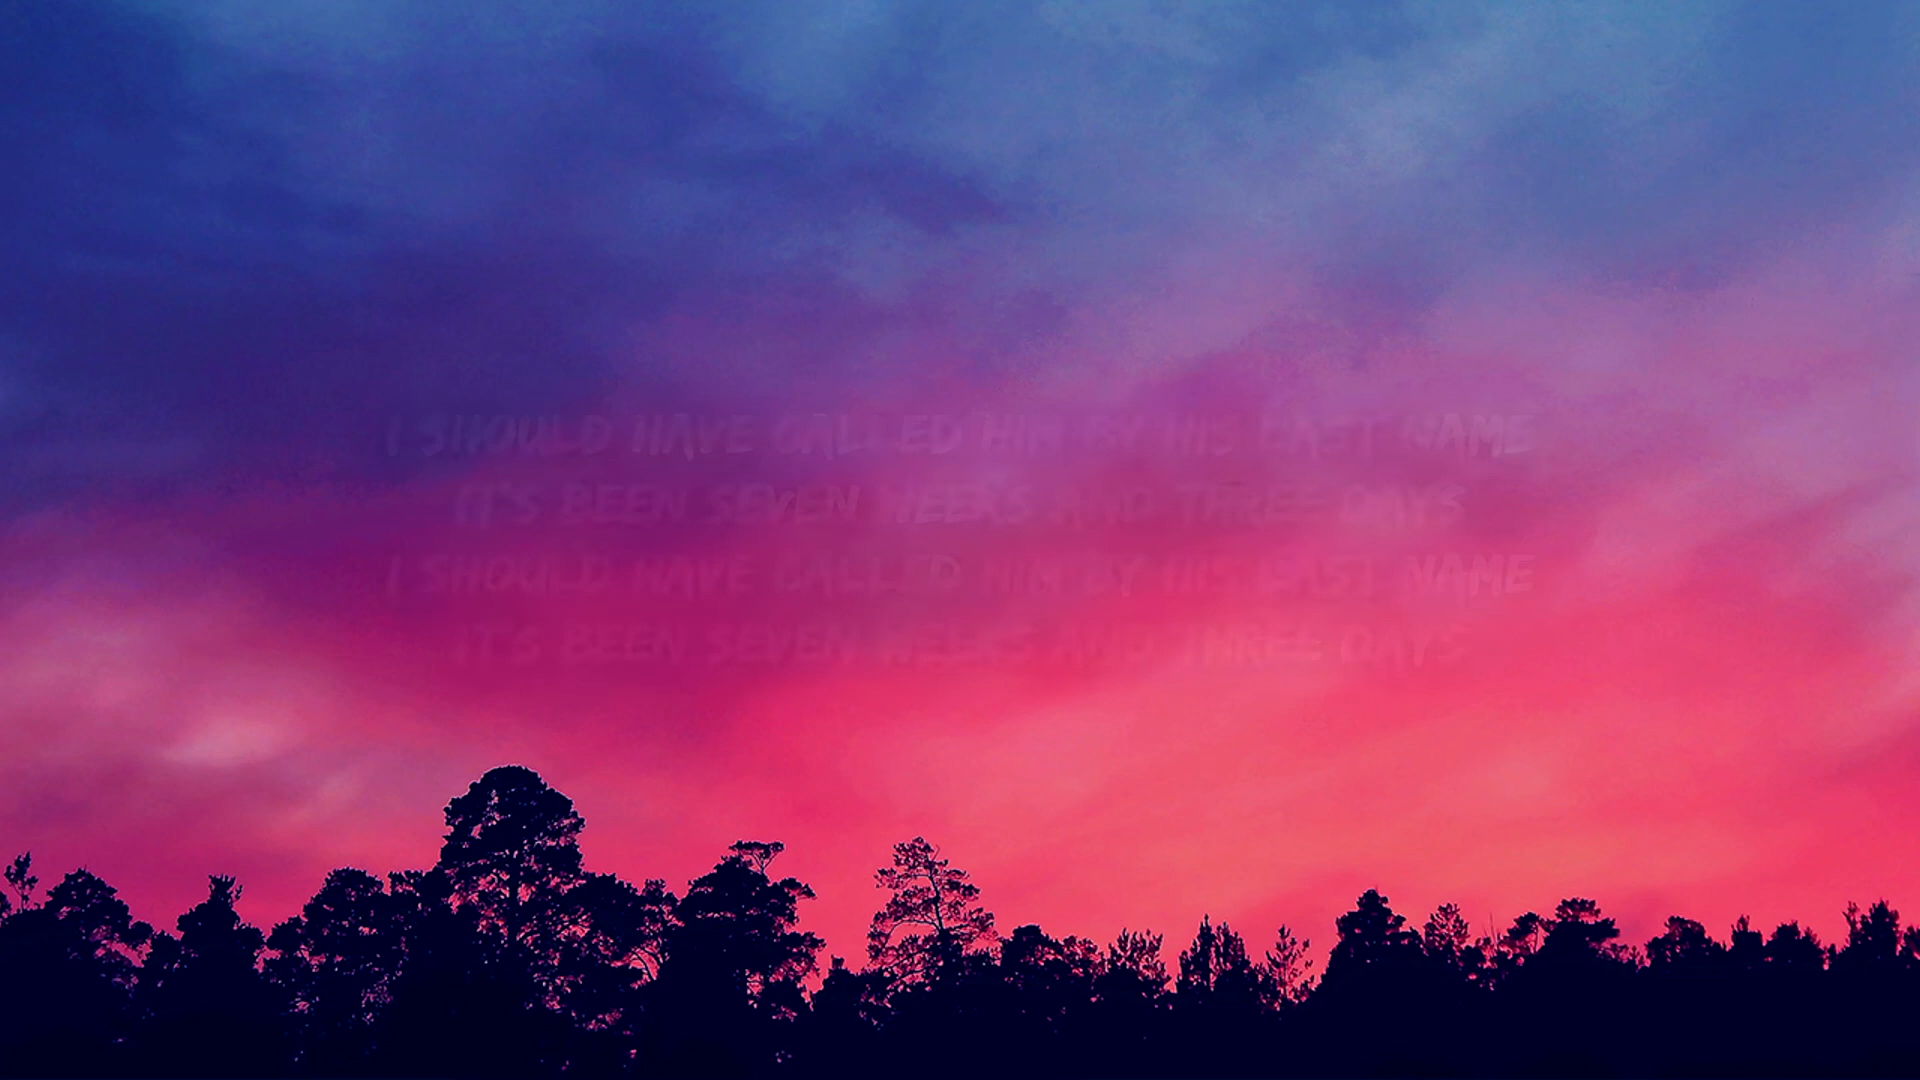 I SHOULD HAVE CALLED HIM BY HIS LAST NAME
IT'S BEEN SEVEN WEEKS AND THREE DAYS
I SHOULD HAVE CALLED HIM BY HIS LAST NAME
IT'S BEEN SEVEN WEEKS AND THREE DAYS